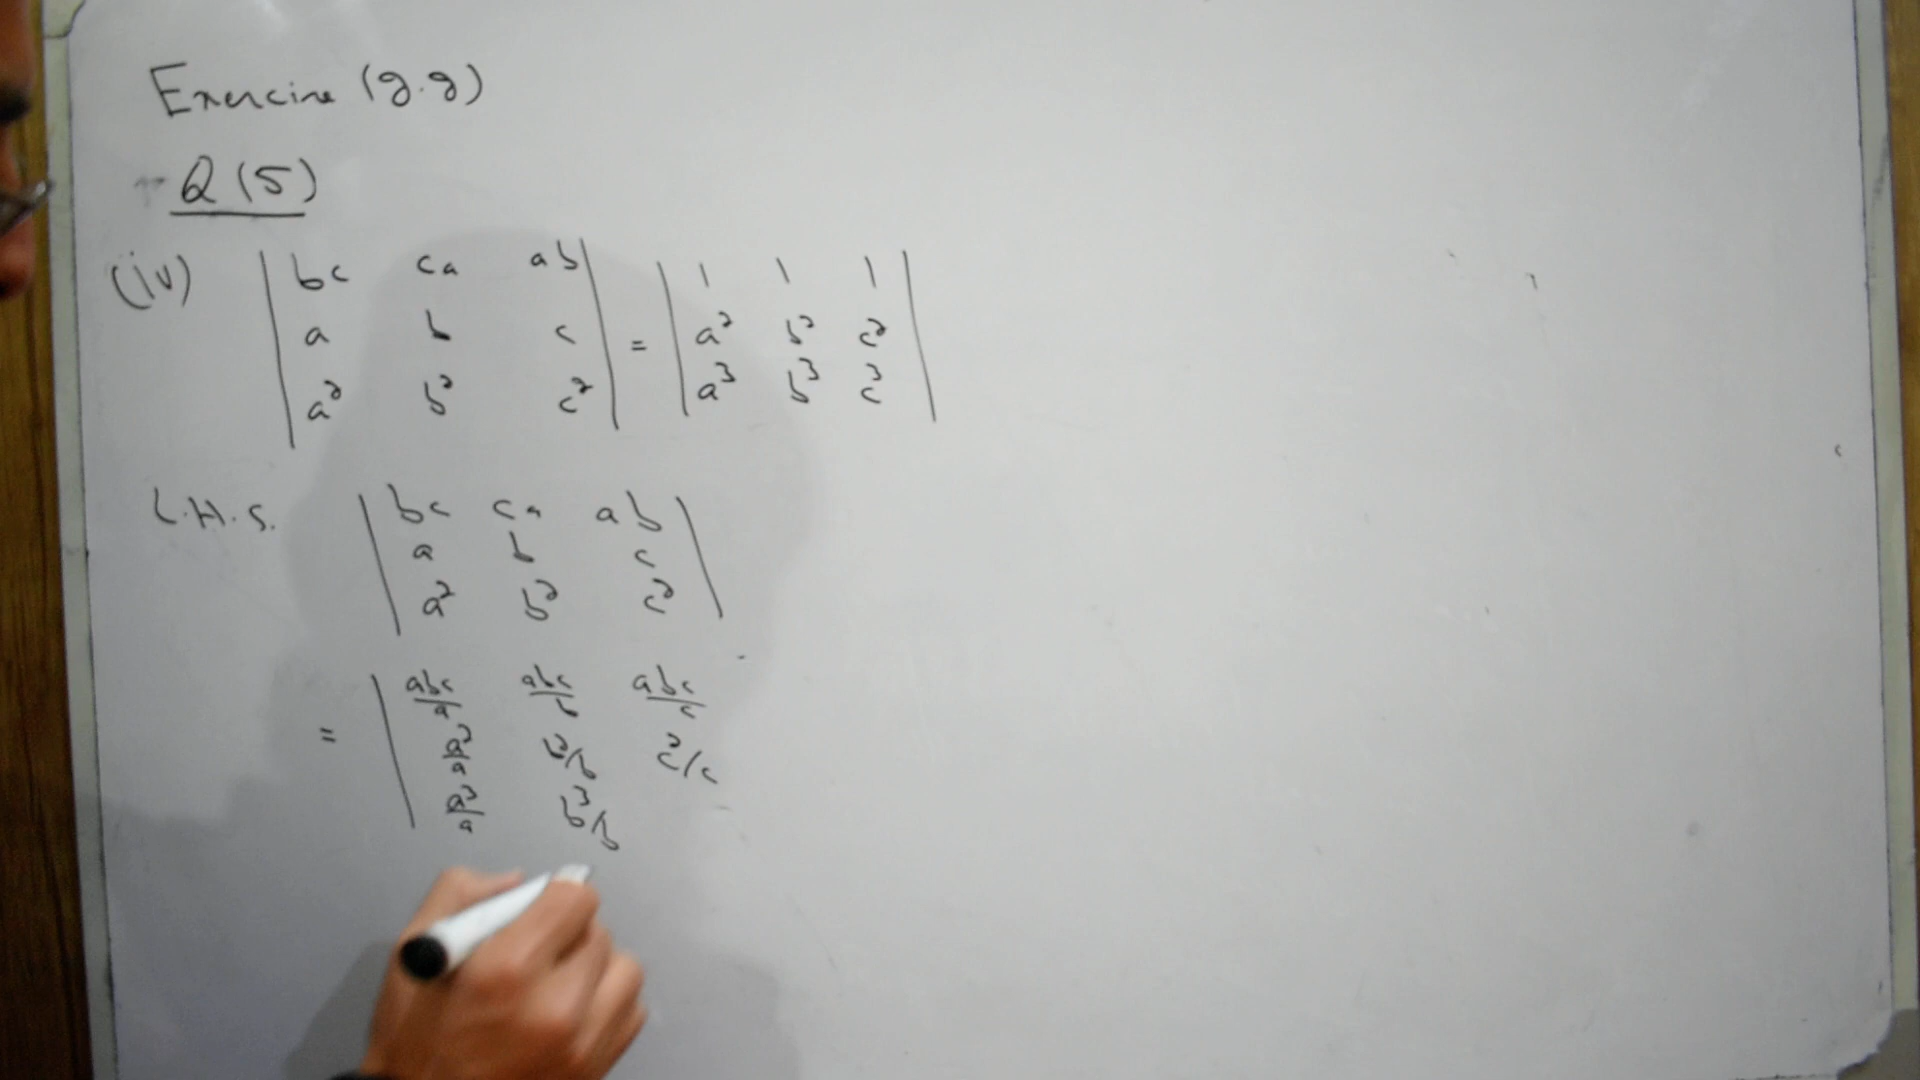 Exercise (9.9)
Q (5)
(iv) | bc ca ab | = | 1 1 1 |
| a b c | | a² b² c² |
| a² b² c² | | a³ b³ c³ |
L.H.S. | bc ca ab |
| a b c |
| a² b² c² |
= | abc/a abc/b abc/c
a²/a b²/b c²/c
a³/a b³/b